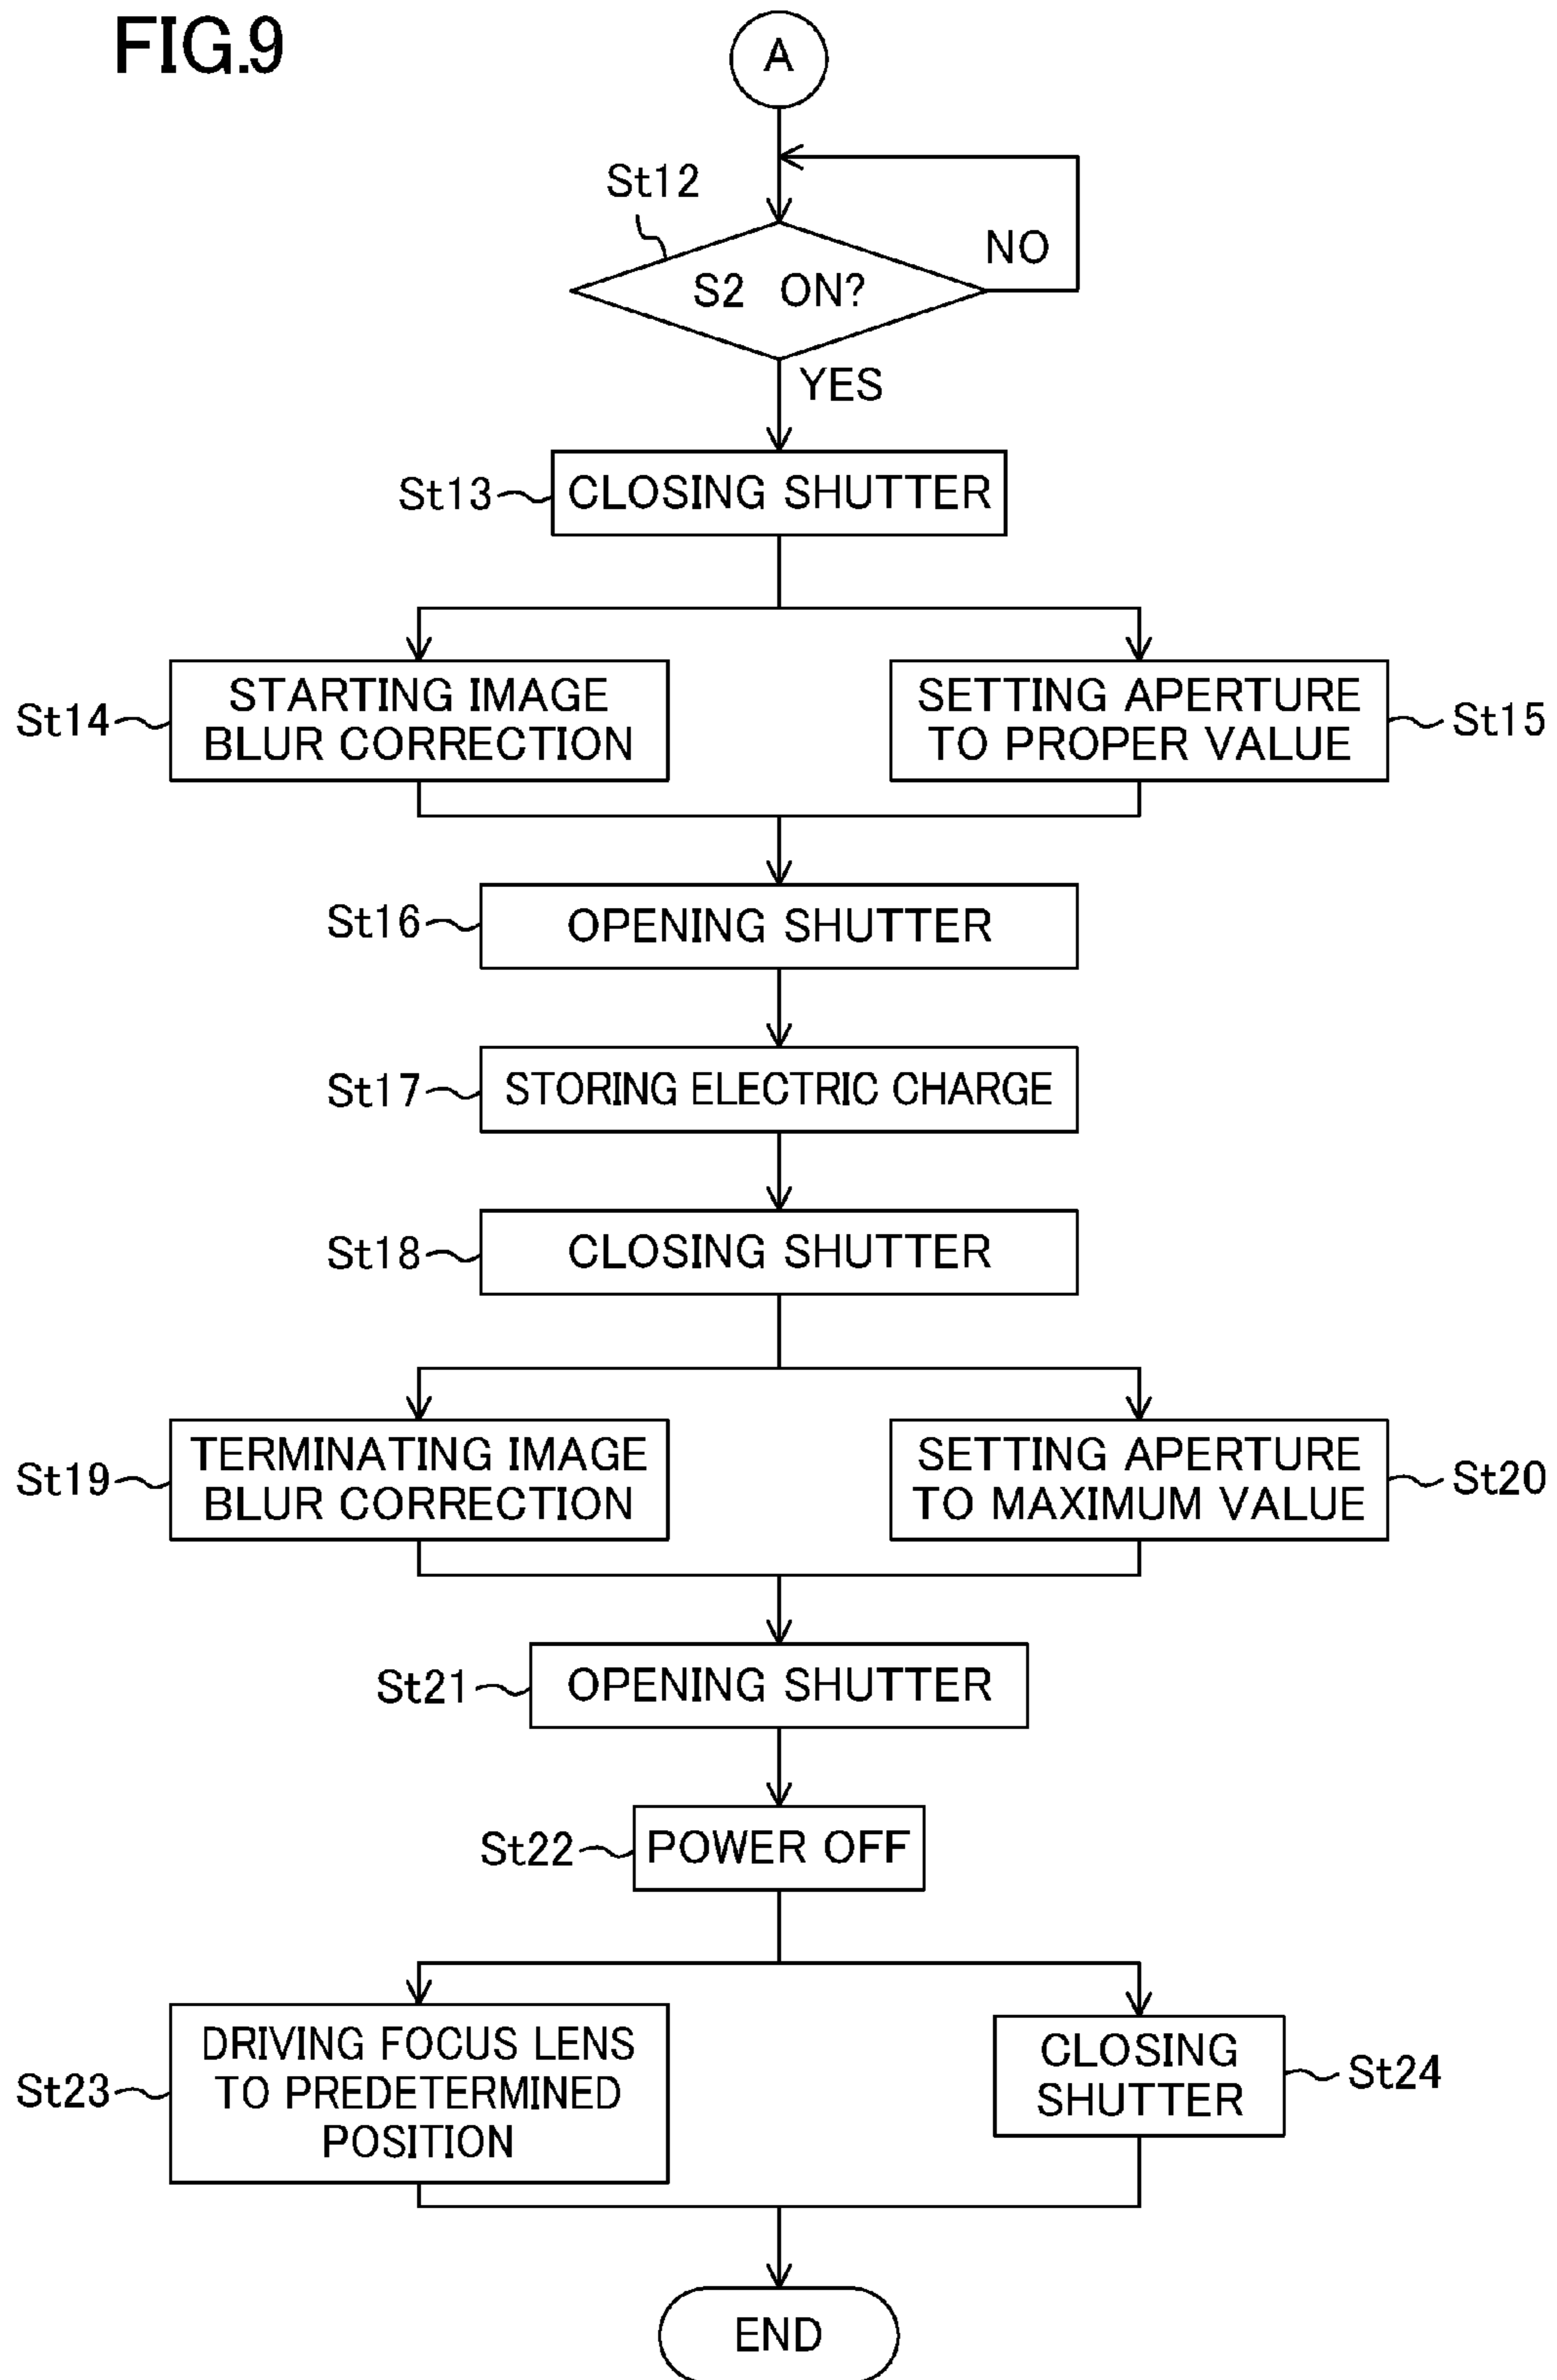 FIG.9
A
St12
S2 ON?
NO
YES
St13
CLOSING SHUTTER
St14
STARTING IMAGE
BLUR CORRECTION
SETTING APERTURE
TO PROPER VALUE
St15
St16
OPENING SHUTTER
St17
STORING ELECTRIC CHARGE
St18
CLOSING SHUTTER
St19
TERMINATING IMAGE
BLUR CORRECTION
SETTING APERTURE
TO MAXIMUM VALUE
St20
St21
OPENING SHUTTER
St22
POWER OFF
St23
DRIVING FOCUS LENS
TO PREDETERMINED
POSITION
CLOSING
SHUTTER
St24
END